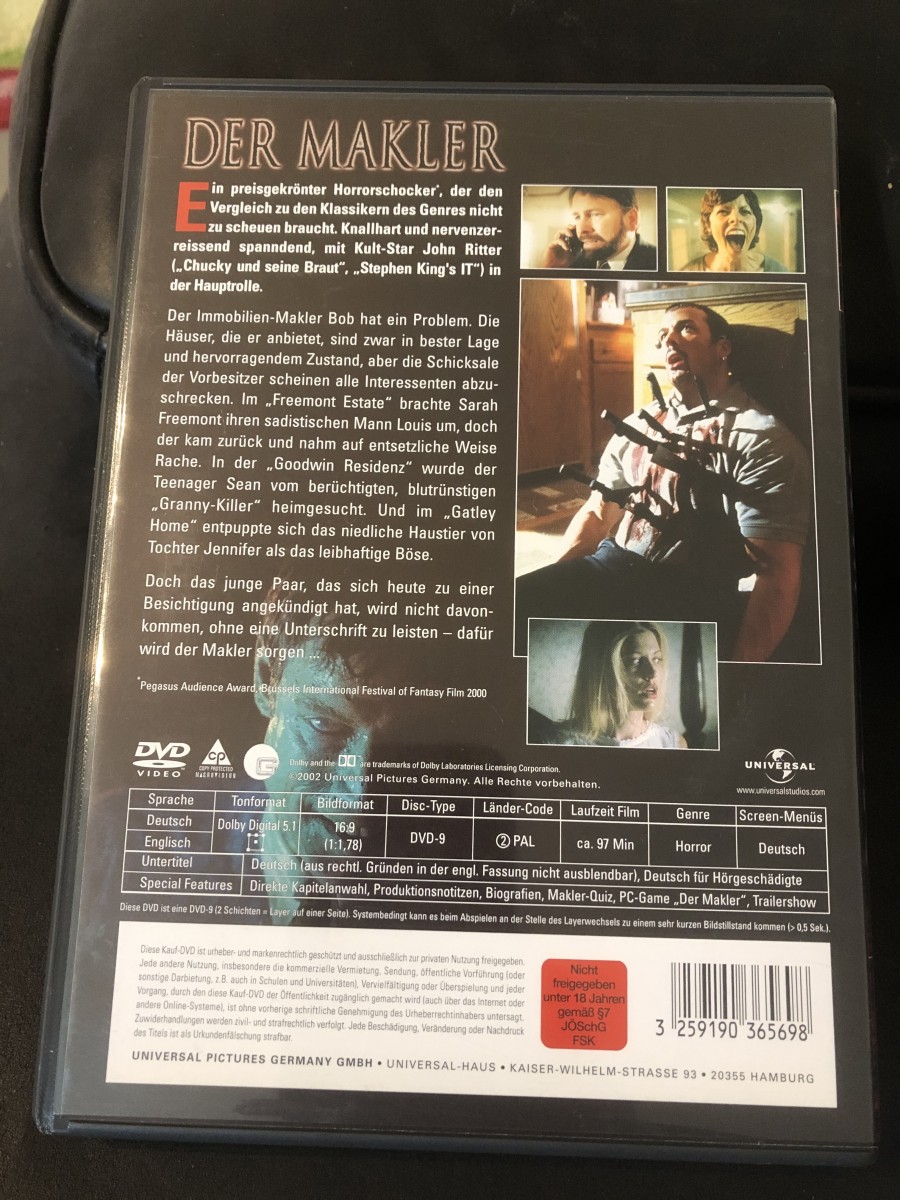 DER MAKLER
Ein preisgekrönter Horrorschocker*, der den
Vergleich zu den Klassikern des Genres nicht
zu scheuen braucht. Knallhart und nervenzer-
reissend spanndend, mit Kult-Star John Ritter
(„Chucky und seine Braut“, „Stephen King's IT“) in
der Hauptrolle.
Der Immobilien-Makler Bob hat ein Problem. Die
Häuser, die er anbietet, sind zwar in bester Lage
und hervorragendem Zustand, aber die Schicksale
der Vorbesitzer scheinen alle Interessenten abzu-
schrecken. Im „Freemont Estate“ brachte Sarah
Freemont ihren sadistischen Mann Louis um, doch
der kam zurück und nahm auf entsetzliche Weise
Rache. In der „Goodwin Residenz“ wurde der
Teenager Sean vom berüchtigten, blutrünstigen
„Granny-Killer“ heimgesucht. Und im „Gatley
Home“ entpuppte sich das niedliche Haustier von
Tochter Jennifer als das leibhaftige Böse.
Doch das junge Paar, das sich heute zu einer
Besichtigung angekündigt hat, wird nicht davon-
kommen, ohne eine Unterschrift zu leisten – dafür
wird der Makler sorgen ...
*Pegasus Audience Award, Brüssels International Festival of Fantasy Film 2000
DVD VIDEO
CP COPY PROTECTED MACROVISION
Dolby and the DD are trademarks of Dolby Laboratories Licensing Corporation.
©2002 Universal Pictures Germany. Alle Rechte vorbehalten.
UNIVERSAL
www.universalstudios.com
Sprache Tonformat Bildformat Disc-Type Länder-Code Laufzeit Film Genre Screen-Menüs
Deutsch Dolby Digital 5.1 16:9 DVD-9 2 PAL ca. 97 Min Horror Deutsch
Englisch (1:1,78)
Untertitel Deutsch (aus rechtl. Gründen in der engl. Fassung nicht ausblendbar), Deutsch für Hörgeschädigte
Special Features Direkte Kapitelanwahl, Produktionsnotizen, Biografien, Makler-Quiz, PC-Game „Der Makler“, Trailershow
Diese DVD ist eine DVD-9 (2 Schichten = Layer auf einer Seite). Systembedingt kann es beim Abspielen an der Stelle des Layerwechsels zu einem sehr kurzen Bildstillstand kommen (> 0,5 Sek.).
Diese Kauf-DVD ist urheber- und markenrechtlich geschützt und ausschließlich zur privaten Nutzung freigegeben.
Jede andere Nutzung, insbesondere die kommerzielle Vermietung, Sendung, öffentliche Vorführung (oder
sonstige Darbietung, z.B. auch in Schulen und Universitäten), Vervielfältigung oder Überspielung und jeder
Vorgang, durch den diese Kauf-DVD der Öffentlichkeit zugänglich gemacht wird (auch über das Internet oder
andere Online-Systeme), ist ohne vorherige schriftliche Genehmigung des Urheberrechtinhabers untersagt.
Zuwiderhandlungen werden zivil- und strafrechtlich verfolgt. Jede Beschädigung, Veränderung oder Nachdruck
des Titels ist als Urkundenfälschung strafbar.
Nicht
freigegeben
unter 18 Jahren
gemäß §7
JÖSchG
FSK
3 259190 365698
UNIVERSAL PICTURES GERMANY GMBH • UNIVERSAL-HAUS • KAISER-WILHELM-STRASSE 93 • 20355 HAMBURG